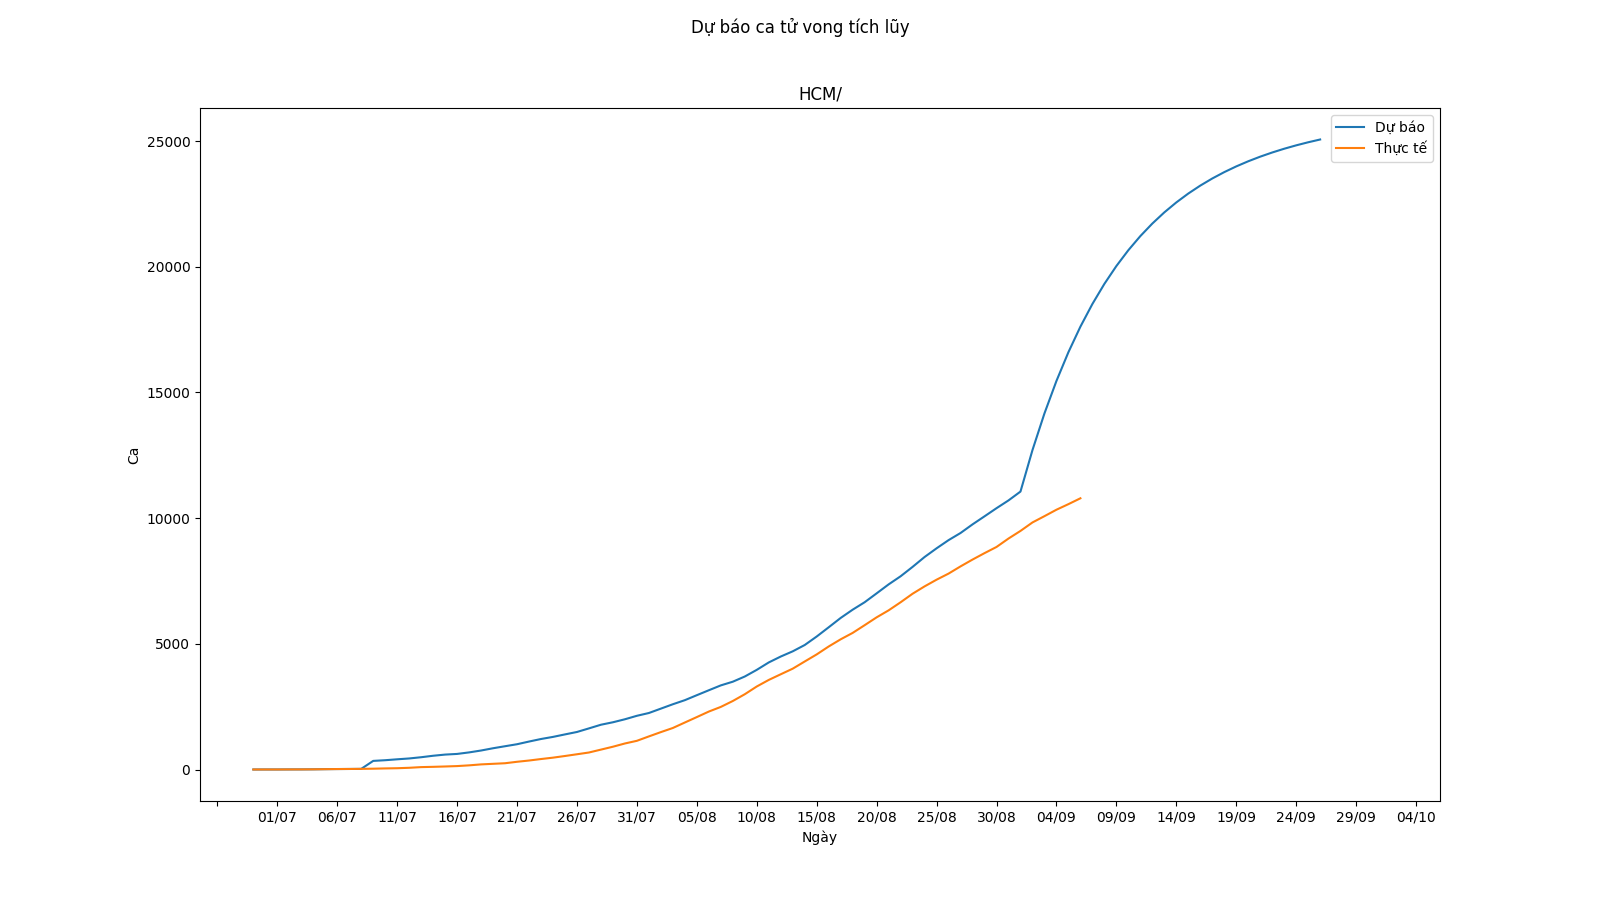 Dự báo ca tử vong tích lũy
HCM/
Dự báo
Thực tế
25000
20000
15000
10000
5000
0
Ca
01/07 06/07 11/07 16/07 21/07 26/07 31/07 05/08 10/08 15/08 20/08 25/08 30/08 04/09 09/09 14/09 19/09 24/09 29/09 04/10
Ngày